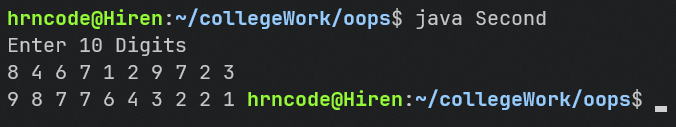 hrncode@Hiren:~/collegeWork/oops$ java Second
Enter 10 Digits
8 4 6 7 1 2 9 7 2 3
9 8 7 7 6 4 3 2 2 1 hrncode@Hiren:~/collegeWork/oops$